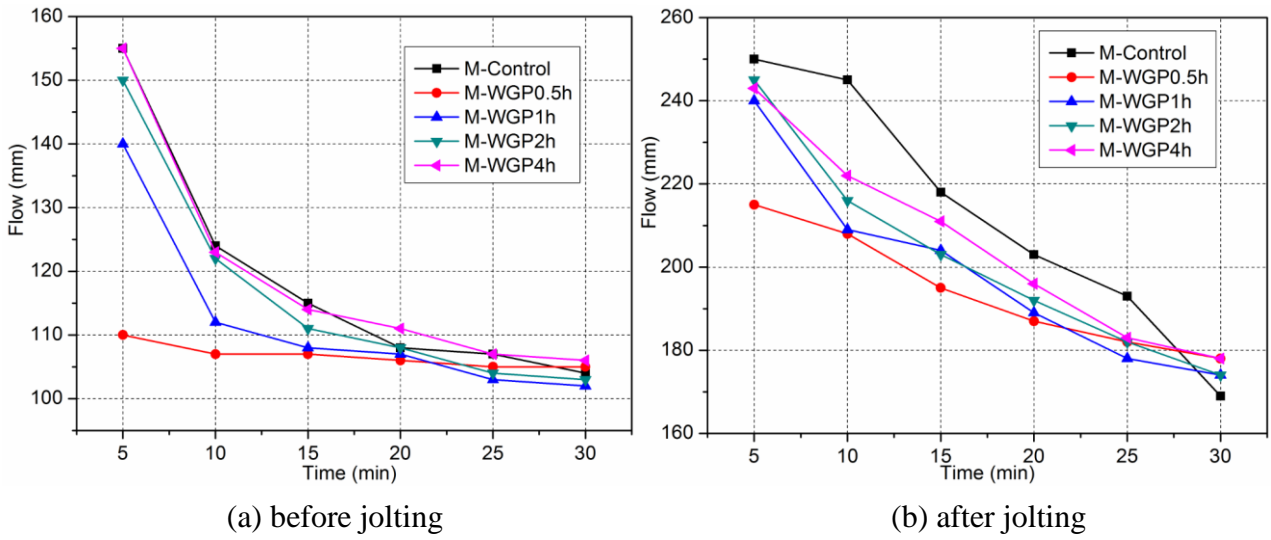 160
150
140
130
120
110
100
Flow (mm)
5 10 15 20 25 30
Time (min)
M-Control
M-WGP0.5h
M-WGP1h
M-WGP2h
M-WGP4h
(a) before jolting
260
240
220
200
180
160
Flow (mm)
5 10 15 20 25 30
Time (min)
M-Control
M-WGP0.5h
M-WGP1h
M-WGP2h
M-WGP4h
(b) after jolting